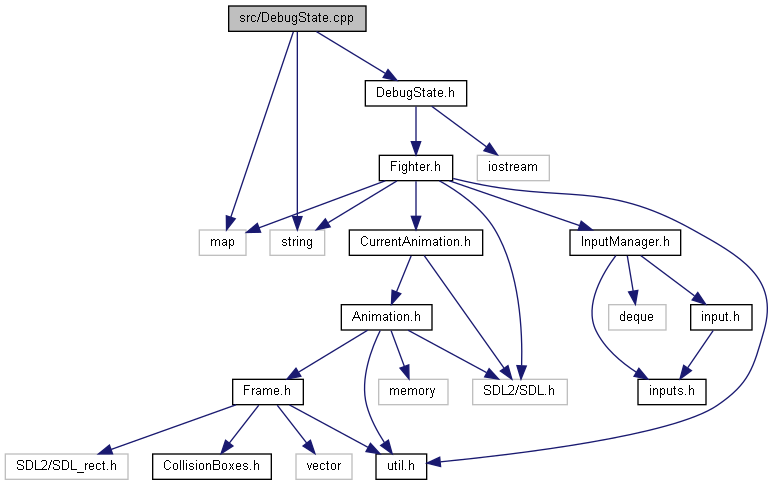 src/DebugState.cpp
DebugState.h
Fighter.h
iostream
map
string
CurrentAnimation.h
InputManager.h
Animation.h
deque
input.h
Frame.h
memory
SDL2/SDL.h
inputs.h
SDL2/SDL_rect.h
CollisionBoxes.h
vector
util.h